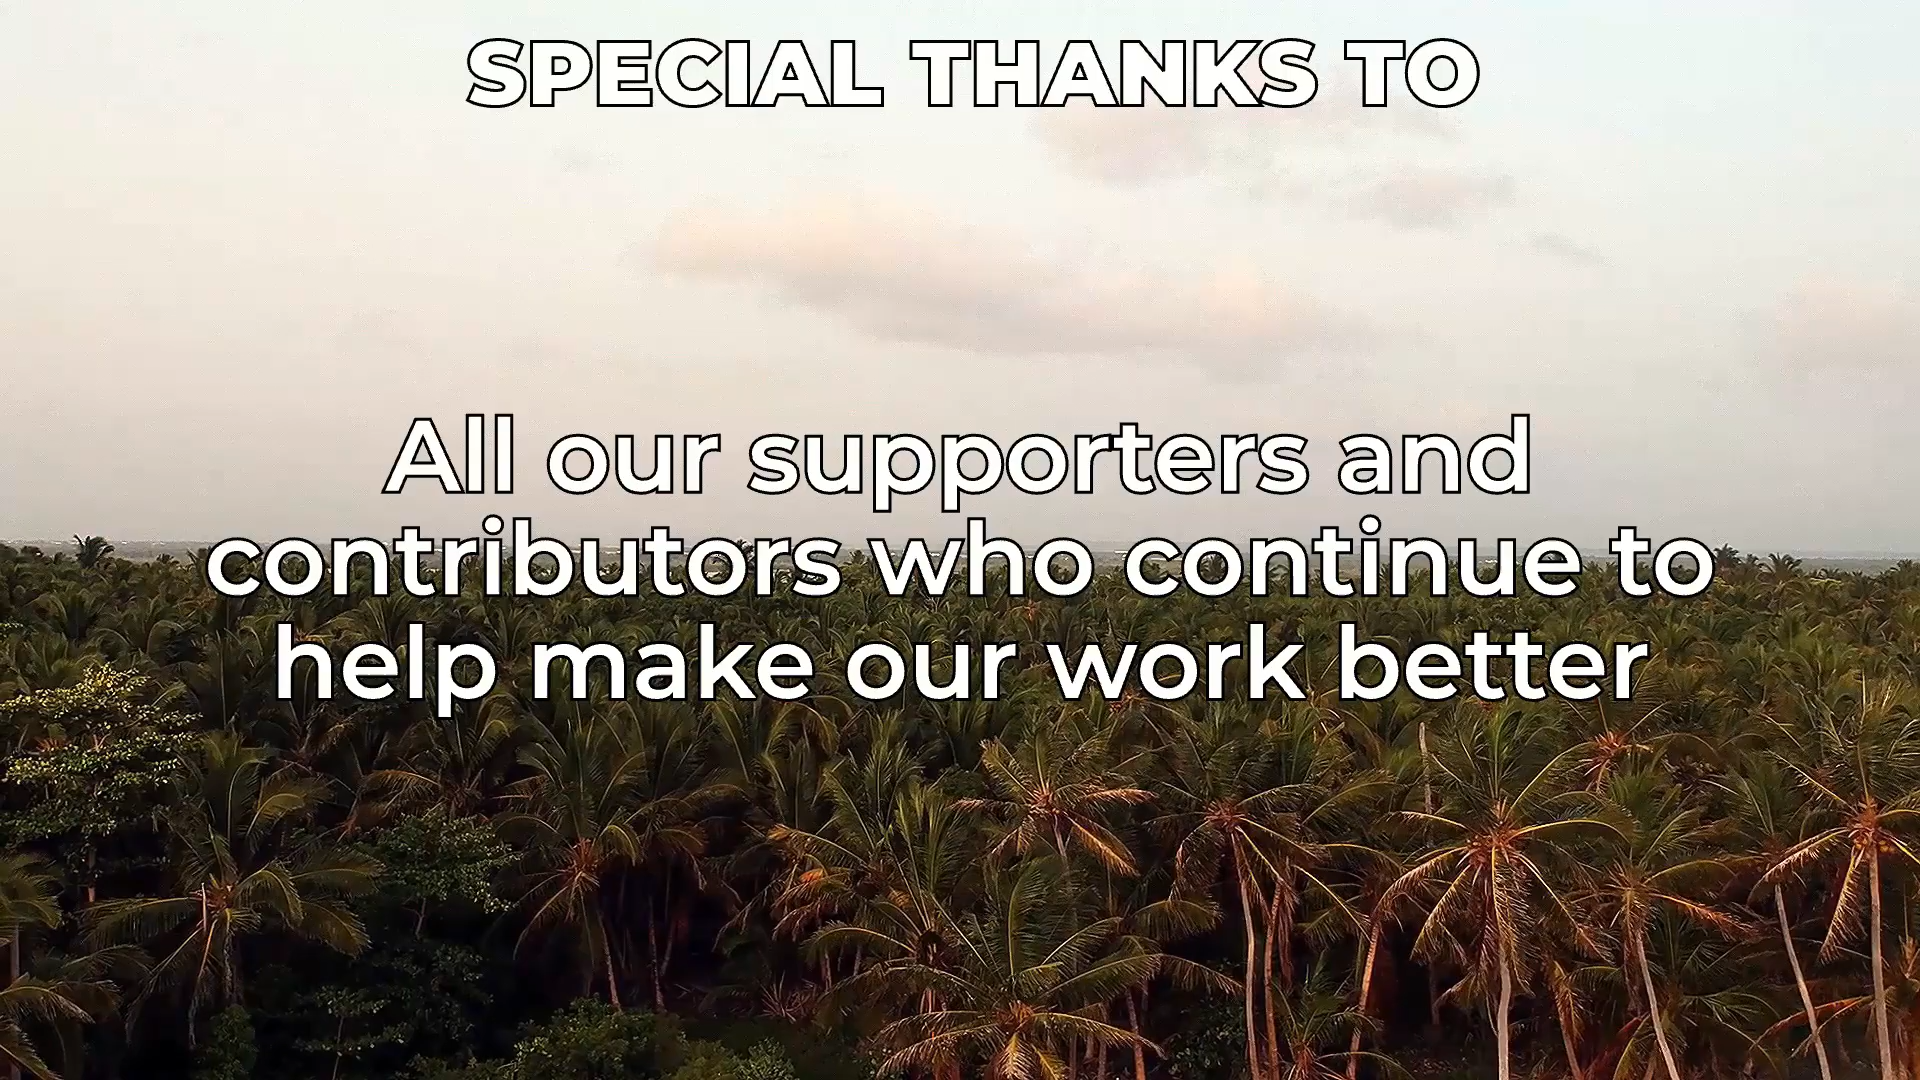 SPECIAL THANKS TO
All our supporters and
contributors who continue to
help make our work better